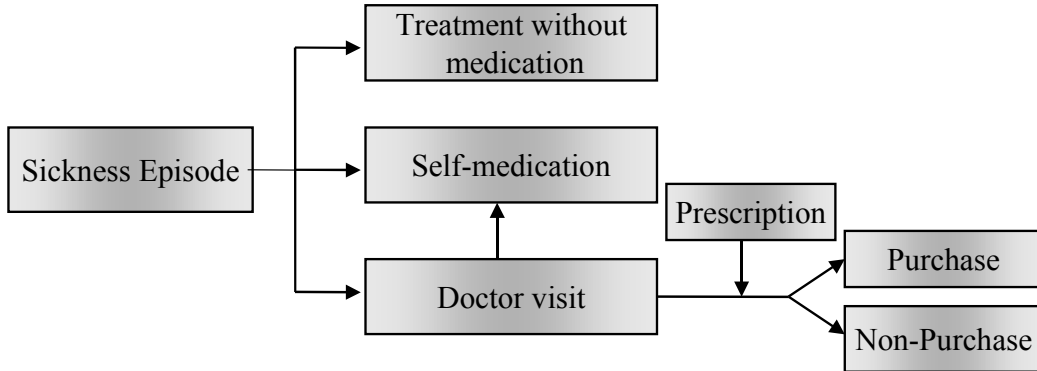 Treatment without
medication
Sickness Episode
Self-medication
Prescription
Doctor visit
Purchase
Non-Purchase